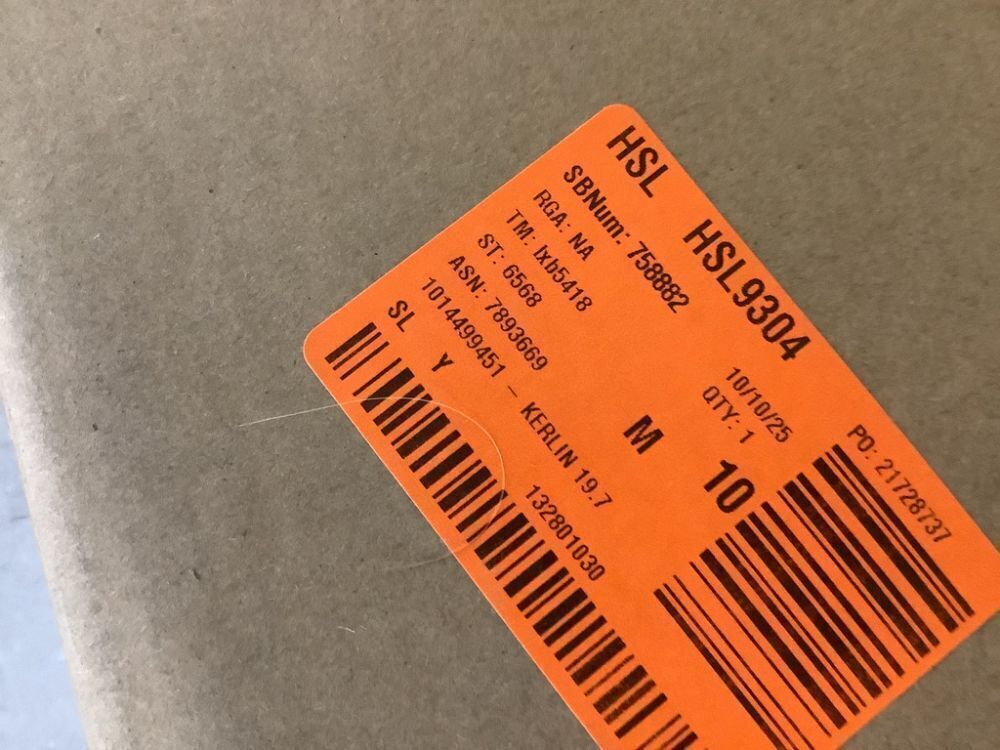 HSL HSL9304
SBNum: 758882 10/10/25 PO: 21728737
RGA: NA QTY: 1
TM: lxb5418
ST: 6568 M 10
ASN: 7893669
1014499451 - KERLIN 19.7
SL Y 132801030